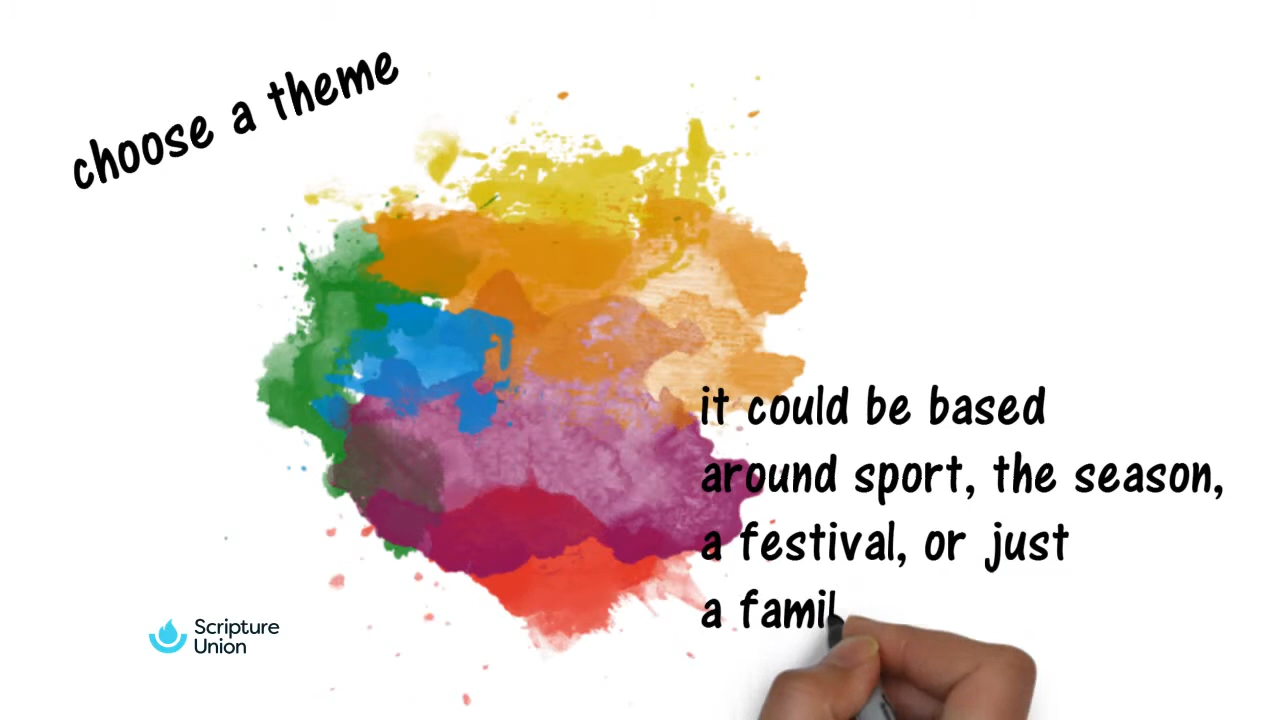 choose a theme
it could be based
around sport, the season,
a festival, or just
a famil
Scripture
Union